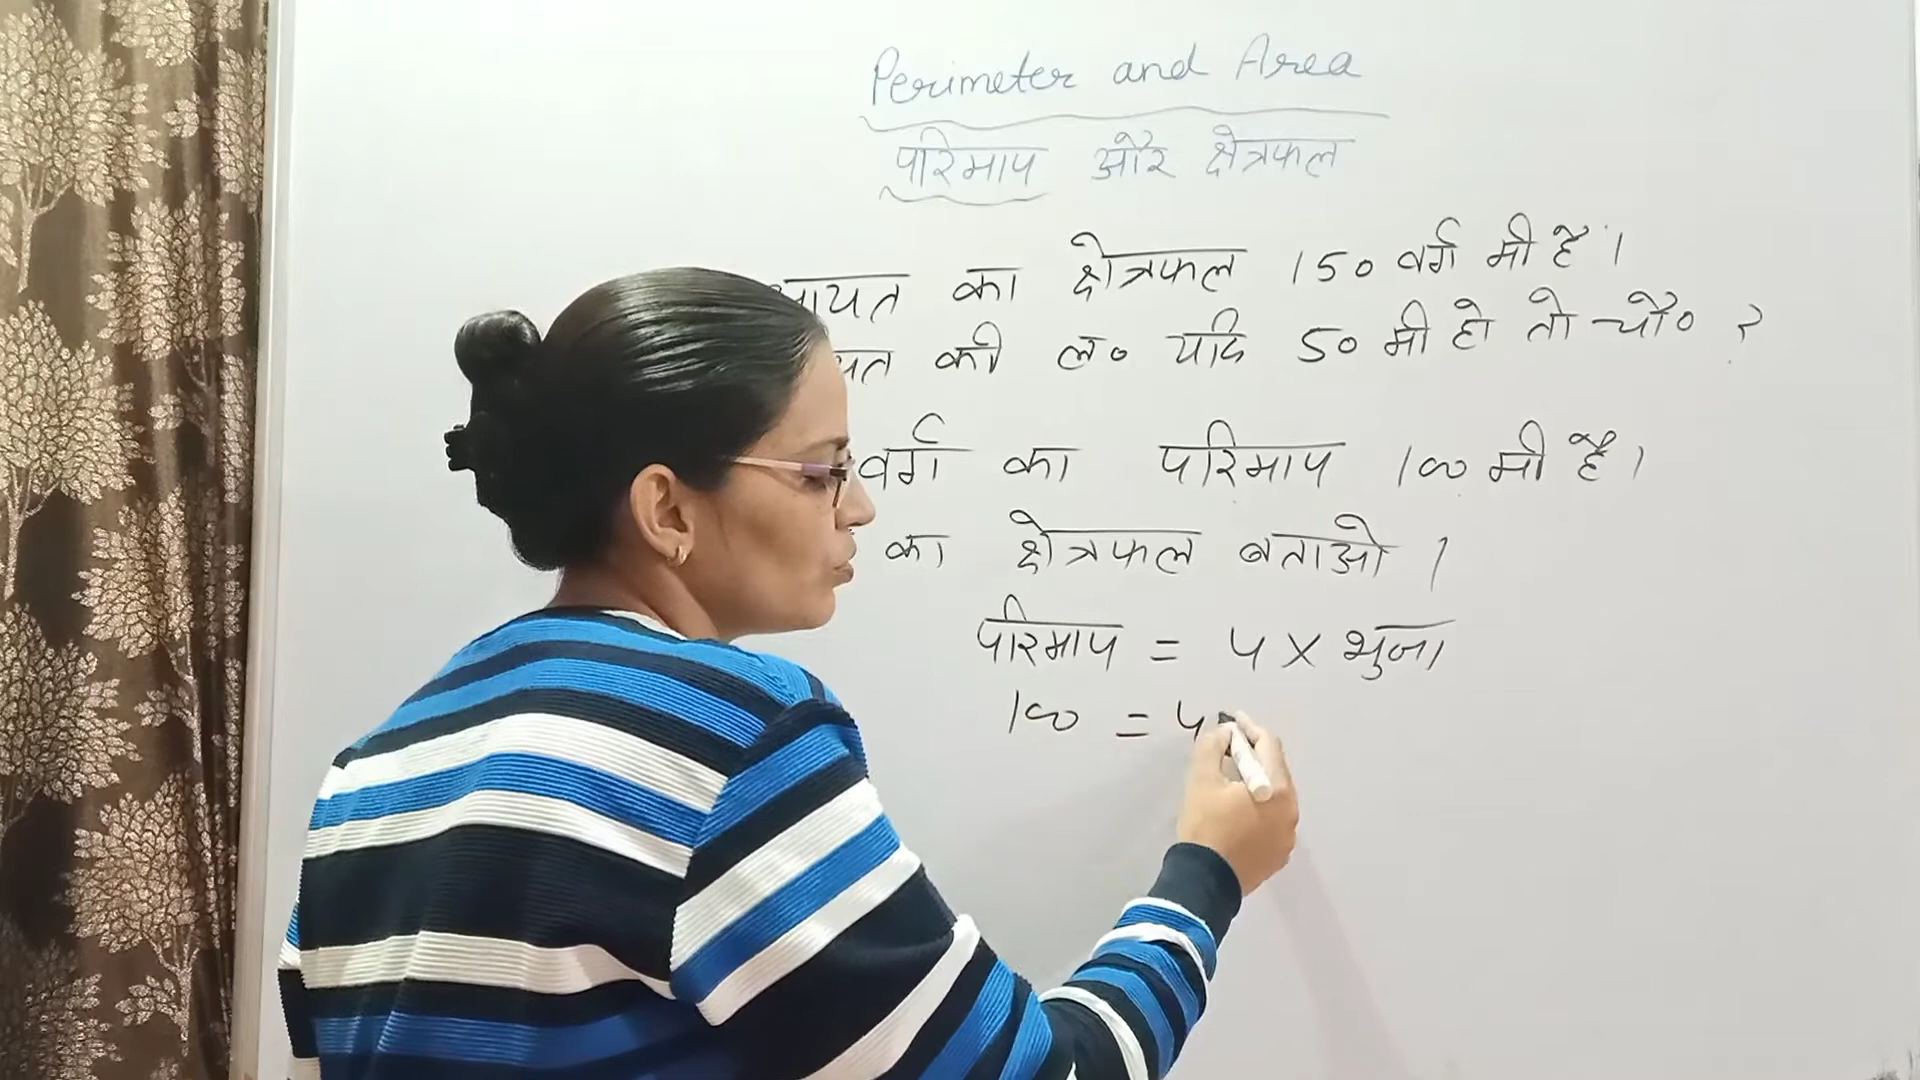 Perimeter and Area
परिमाप और क्षेत्रफल
का क्षेत्रफल 150 वर्ग मी है।
की ल० यदि 50 मी हो तो चौ० ?
वर्ग का परिमाप 100 मी है।
का क्षेत्रफल बताओ।
परिमाप = 4 × भुजा
100 = 4